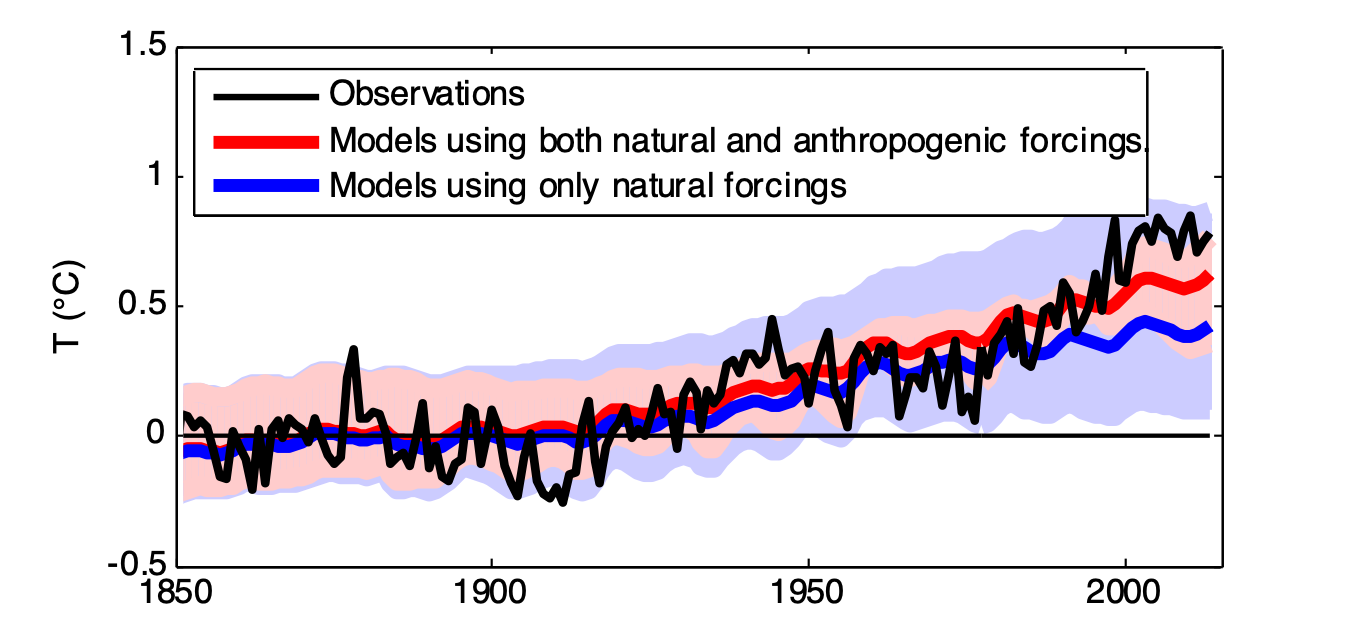 1.5
Observations
Models using both natural and anthropogenic forcings.
1
Models using only natural forcings
0.5
T (°C)
0
-0.5
1850 1900 1950 2000